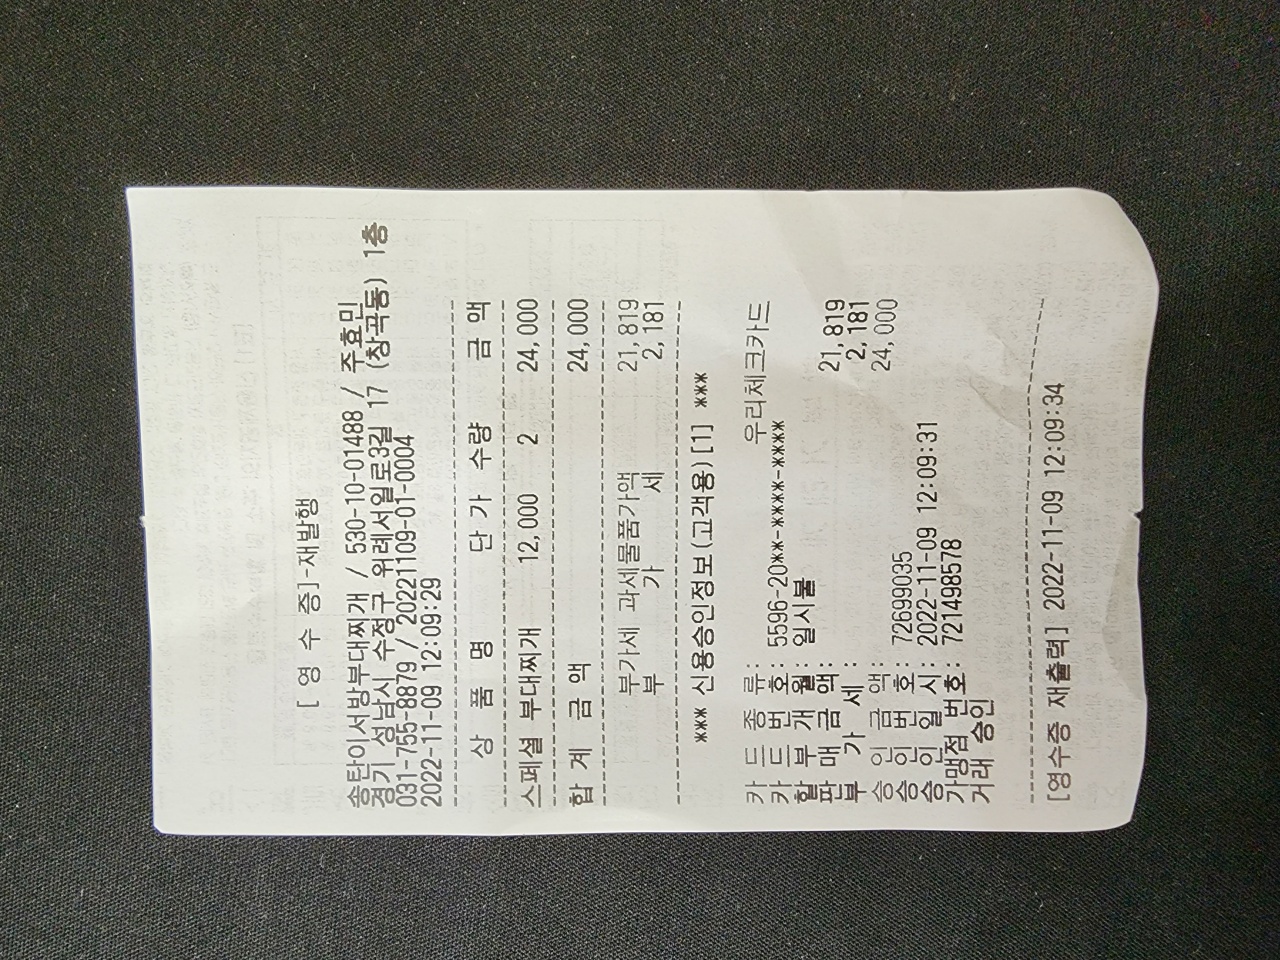 [ 영 수 증]-재발행
송탄이서방부대찌개 / 530-10-01488 / 주효민
경기 성남시 수정구 위례서일로3길 17 (창곡동) 1층
031-755-8879 / 20221109-01-0004
2022-11-09 12:09:29
상 품 명 단 가 수량 금 액
스페셜 부대찌개 12,000 2 24,000
합 계 금 액 24,000
부가세 과세물품가액 21,819
부 가 세 2,181
*** 신용승인정보(고객용)[1] ***
카 드 종 류: 우리체크카드
카 드 번 호: 5596-20**-****-****
할 부 개 월: 일시불
판 매 금 액: 21,819
부 가 세: 2,181
승 인 금 액: 24,000
승 인 번 호: 72699035
승 인 일 시: 2022-11-09 12:09:31
가맹점 번호: 721498578
거래 승인
[영수증 재출력] 2022-11-09 12:09:34